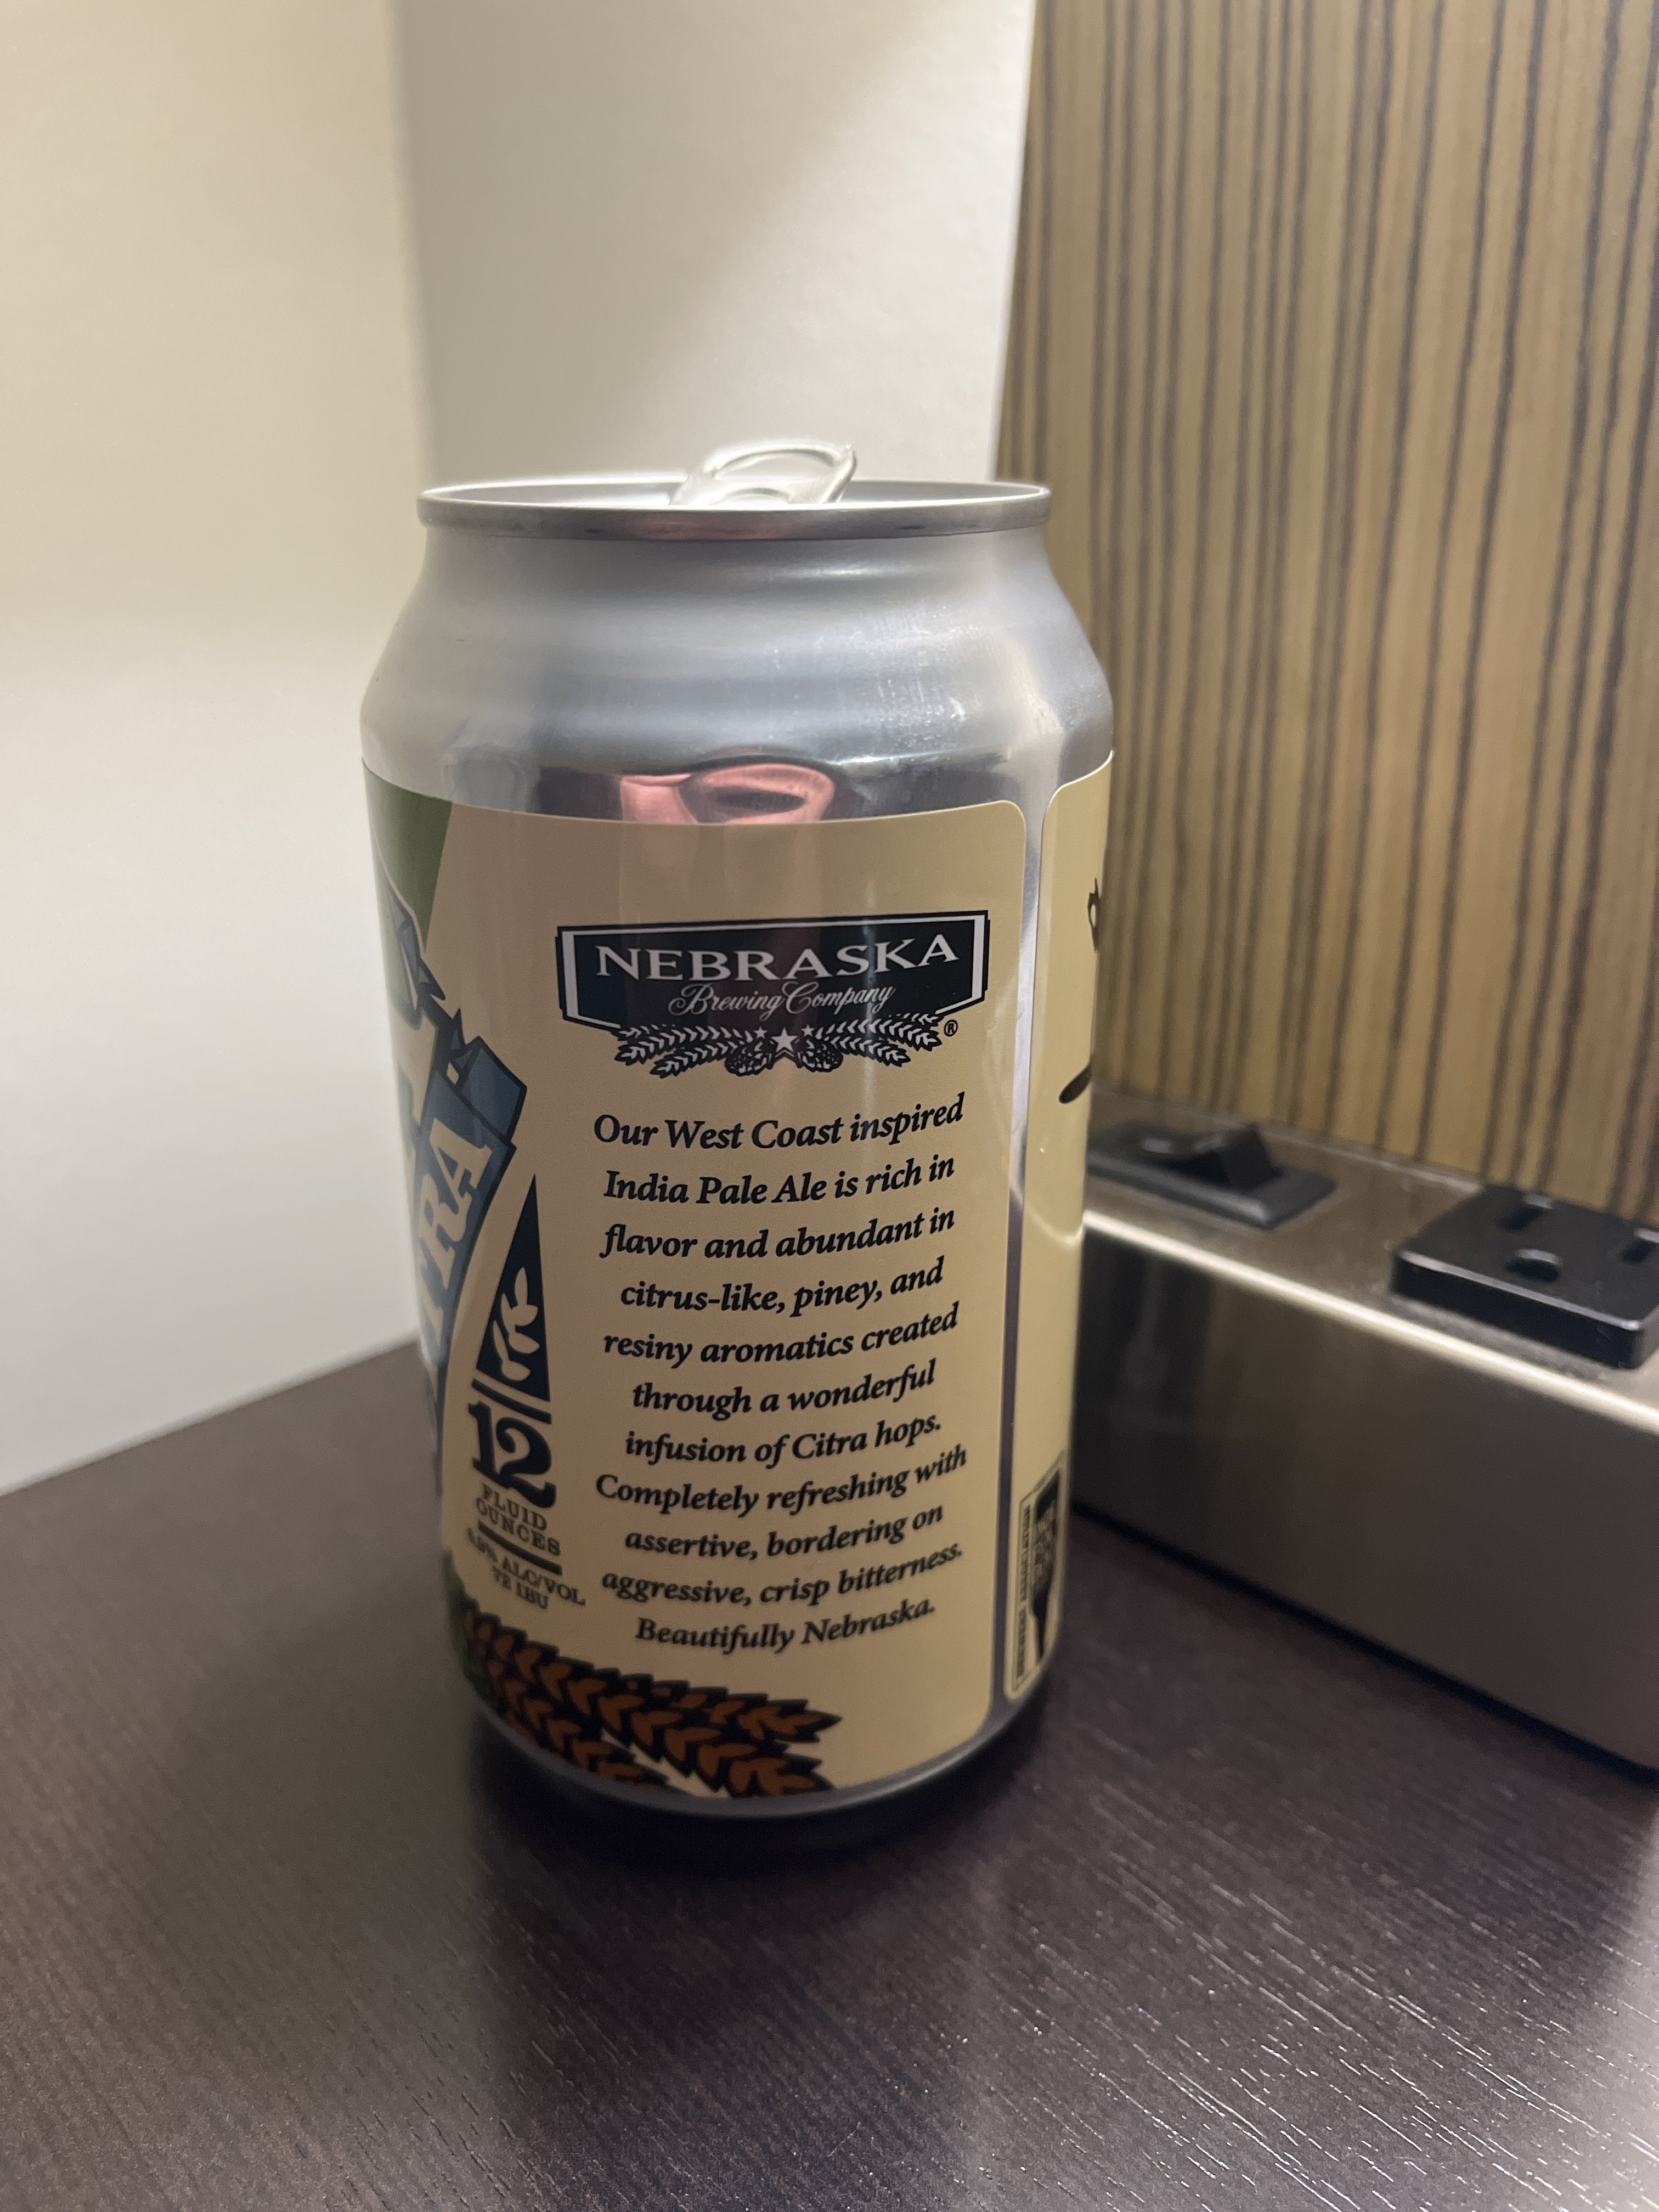 NEBRASKA
Brewing Company
®
Our West Coast inspired
India Pale Ale is rich in
flavor and abundant in
citrus-like, piney, and
resiny aromatics created
through a wonderful
infusion of Citra hops.
Completely refreshing with
assertive, bordering on
aggressive, crisp bitterness.
Beautifully Nebraska.
TRA
12
FLUID
OUNCES
ALC/VOL
IBU